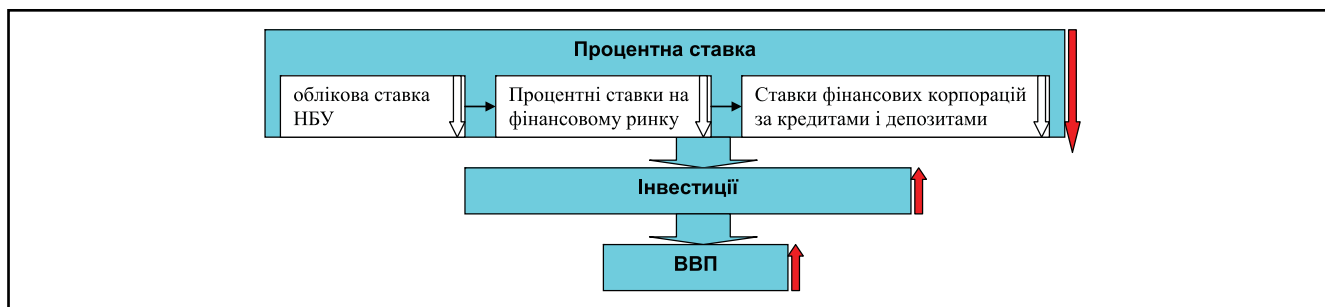 Процентна ставка
облікова ставка
НБУ
Процентні ставки на
фінансовому ринку
Ставки фінансових корпорацій
за кредитами і депозитами
Інвестиції
ВВП